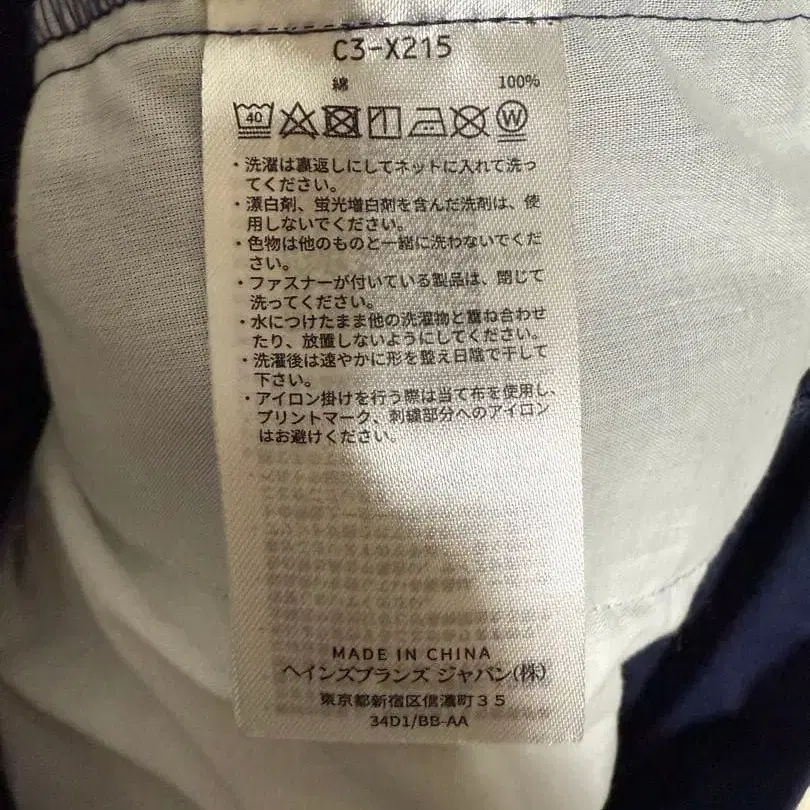 C3-X215
綿 100%
40 W
・洗濯は裏返しにしてネットに入れて洗っ
てください。
・漂白剤、蛍光増白剤を含んだ洗剤は、使
用しないでください。
・色物は他のものと一緒に洗わないでくだ
さい。
・ファスナーが付いている製品は、閉じて
洗ってください。
・水につけたまま他の洗濯物と重ね合わせ
たり、放置しないようにしてください。
・洗濯後は速やかに形を整え日陰で干して
下さい。
・アイロン掛けを行う際は当て布を使用し、
プリントマーク、刺繍部分へのアイロン
はお避けください。
MADE IN CHINA
ヘインズブランズ ジャパン(株)
東京都新宿区信濃町35
34D1/BB-AA